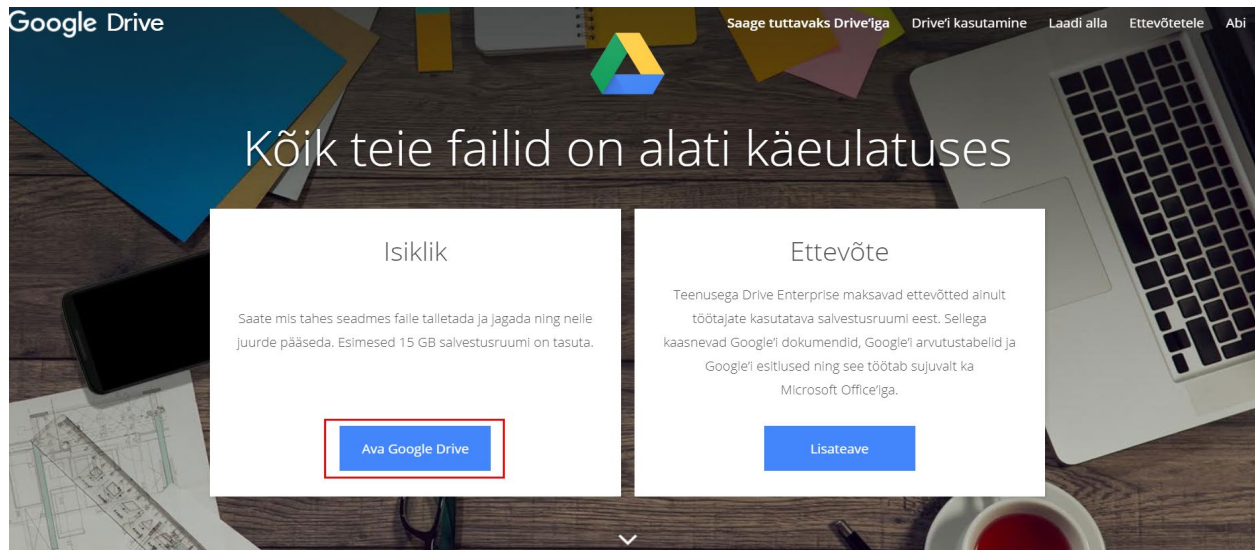 Google Drive
Saage tuttavaks Drive'iga Drive'i kasutamine Laadi alla Ettevõtetele Abi
Kõik teie failid on alati käeulatuses
Isiklik
Saate mis tahes seadmes faile talletada ja jagada ning neile
juurde pääseda. Esimesed 15 GB salvestusruumi on tasuta.
Ava Google Drive
Ettevõte
Teenusega Drive Enterprise maksavad ettevõtted ainult
töötajate kasutatava salvestusruumi eest. Sellega
kaasnevad Google'i dokumendid, Google'i arvutustabelid ja
Google'i esitlused ning see töötab sujuvalt ka
Microsoft Office'iga.
Lisateave